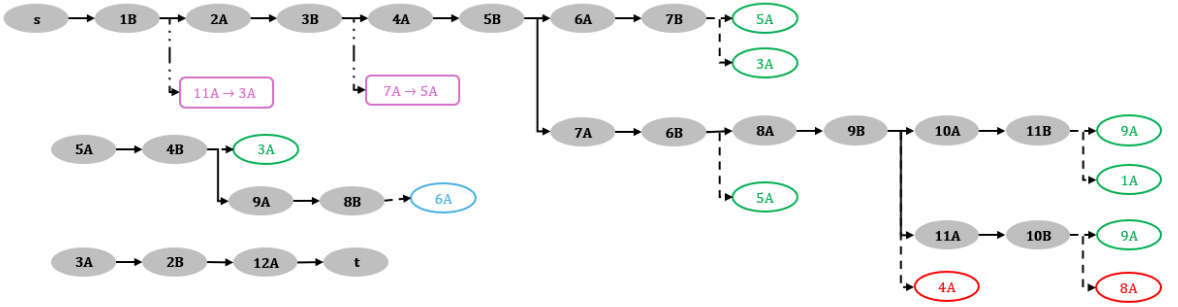 s 1B 2A 3B 4A 5B 6A 7B 5A
3A
11A → 3A 7A → 5A
7A 6B 8A 9B 10A 11B 9A
5A 4B 3A
1A
9A 8B 6A 5A
11A 10B 9A
3A 2B 12A t
4A 8A